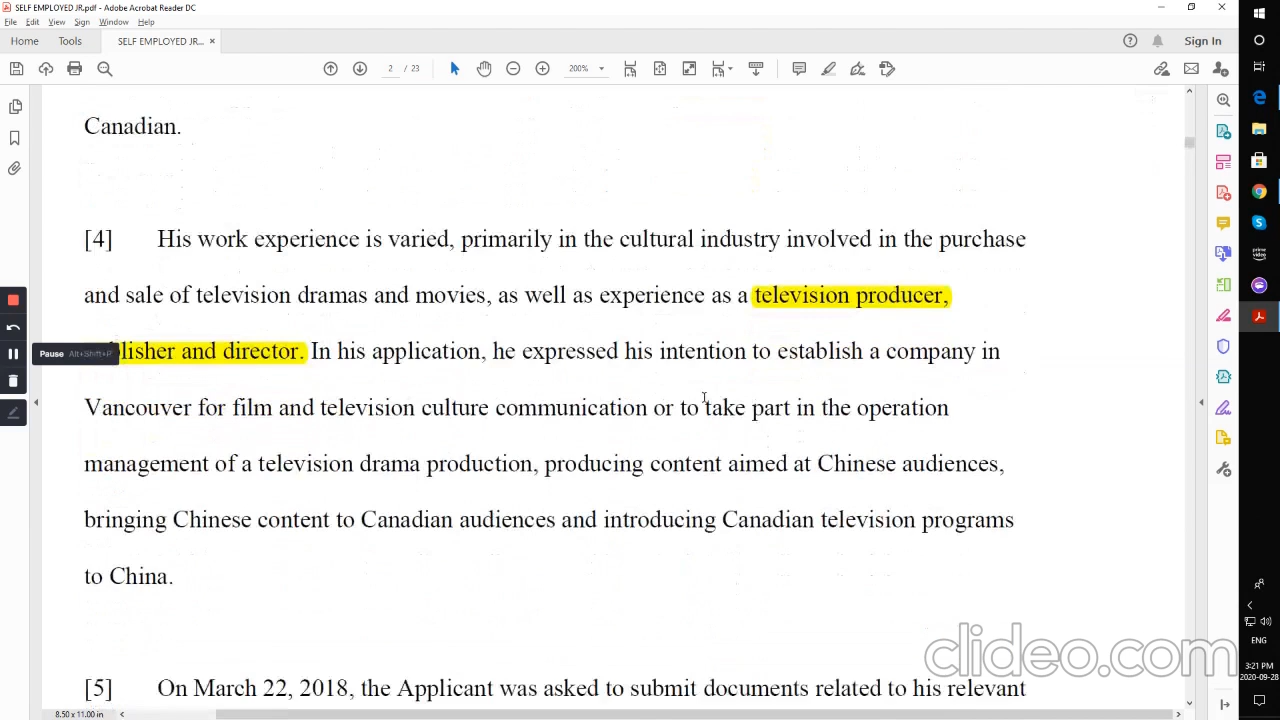 SELF EMPLOYED JR.pdf - Adobe Acrobat Reader DC
File Edit View Sign Window Help
Home Tools SELF EMPLOYED JR... × Sign In
2 / 23 200%
Canadian.
[4] His work experience is varied, primarily in the cultural industry involved in the purchase
and sale of television dramas and movies, as well as experience as a television producer,
Pause Alt+Shift+P
lisher and director. In his application, he expressed his intention to establish a company in
Vancouver for film and television culture communication or to take part in the operation
management of a television drama production, producing content aimed at Chinese audiences,
bringing Chinese content to Canadian audiences and introducing Canadian television programs
to China.
[5] On March 22, 2018, the Applicant was asked to submit documents related to his relevant
8.50 x 11.00 in
clideo.com
prime video
ENG
3:21 PM
2020-09-28